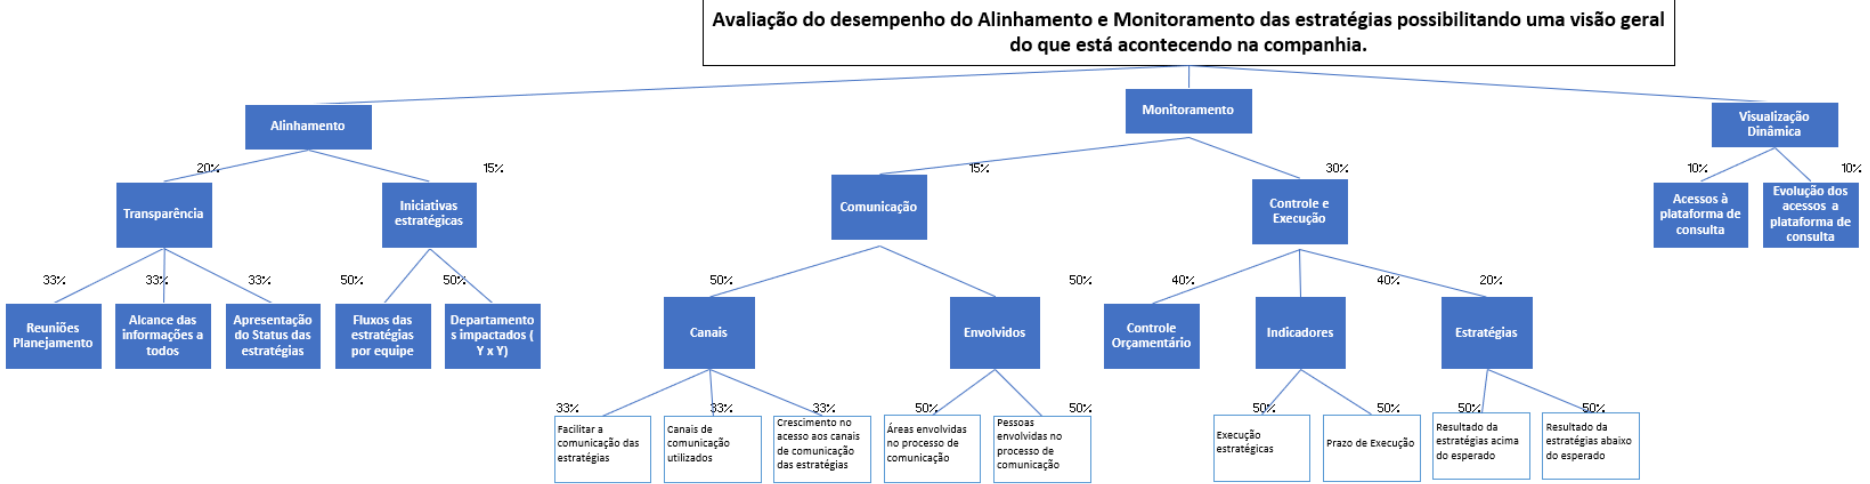 Avaliação do desempenho do Alinhamento e Monitoramento das estratégias possibilitando uma visão geral
do que está acontecendo na companhia.
Alinhamento
Monitoramento
Visualização
Dinâmica
20%
15%
15%
30%
10%
10%
Transparência
Iniciativas
estratégicas
Comunicação
Controle e
Execução
Acessos à
plataforma de
consulta
Evolução dos
acessos a
plataforma de
consulta
33%
33%
33%
50%
50%
50%
50%
40%
40%
20%
Reuniões
Planejamento
Alcance das
informações a
todos
Apresentação
do Status das
estratégias
Fluxos das
estratégias
por equipe
Departamento
s impactados (
Y x Y)
Canais
Envolvidos
Controle
Orçamentário
Indicadores
Estratégias
33%
33%
33%
50%
50%
50%
50%
50%
50%
Facilitar a
comunicação das
estratégias
Canais de
comunicação
utilizados
Crescimento no
acesso aos canais
de comunicação
das estratégias
Áreas envolvidas
no processo de
comunicação
Pessoas
envolvidas no
processo de
comunicação
Execução
estratégicas
Prazo de Execução
Resultado da
estratégias acima
do esperado
Resultado da
estratégias abaixo
do esperado